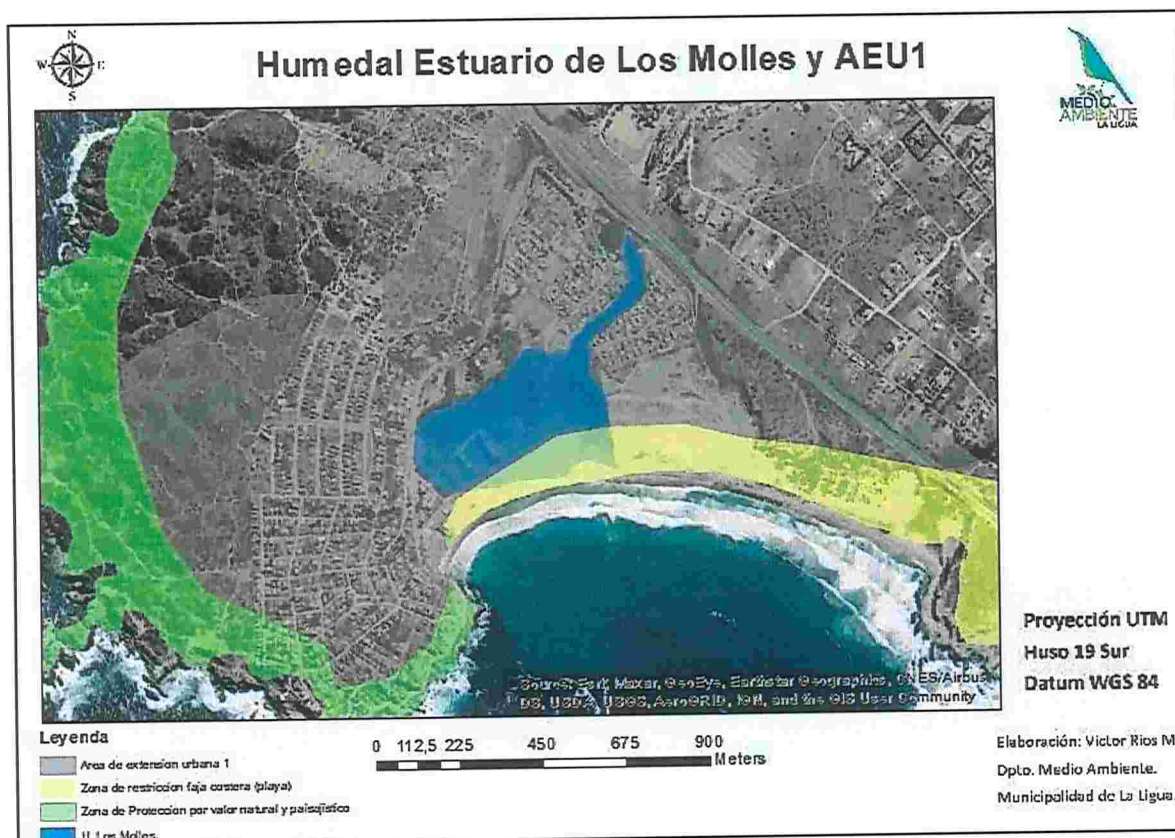 N
W E
S
Humedal Estuario de Los Molles y AEU1
MEDIO
AMBIENTE
LA LIGUA
Source: Esri, Maxar, GeoEye, Earthstar Geographics, CNES/Airbus
DS, USDA, USGS, AeroGRID, IGN, and the GIS User Community
Proyección UTM
Huso 19 Sur
Datum WGS 84
Leyenda
Area de extension urbana 1
Zona de restriccion faja costera (playa)
Zona de Proteccion por valor natural y paisajistico
H. Los Molles.
0 112,5 225 450 675 900
Meters
Elaboración: Victor Rios M
Dpto. Medio Ambiente.
Municipalidad de La Ligua